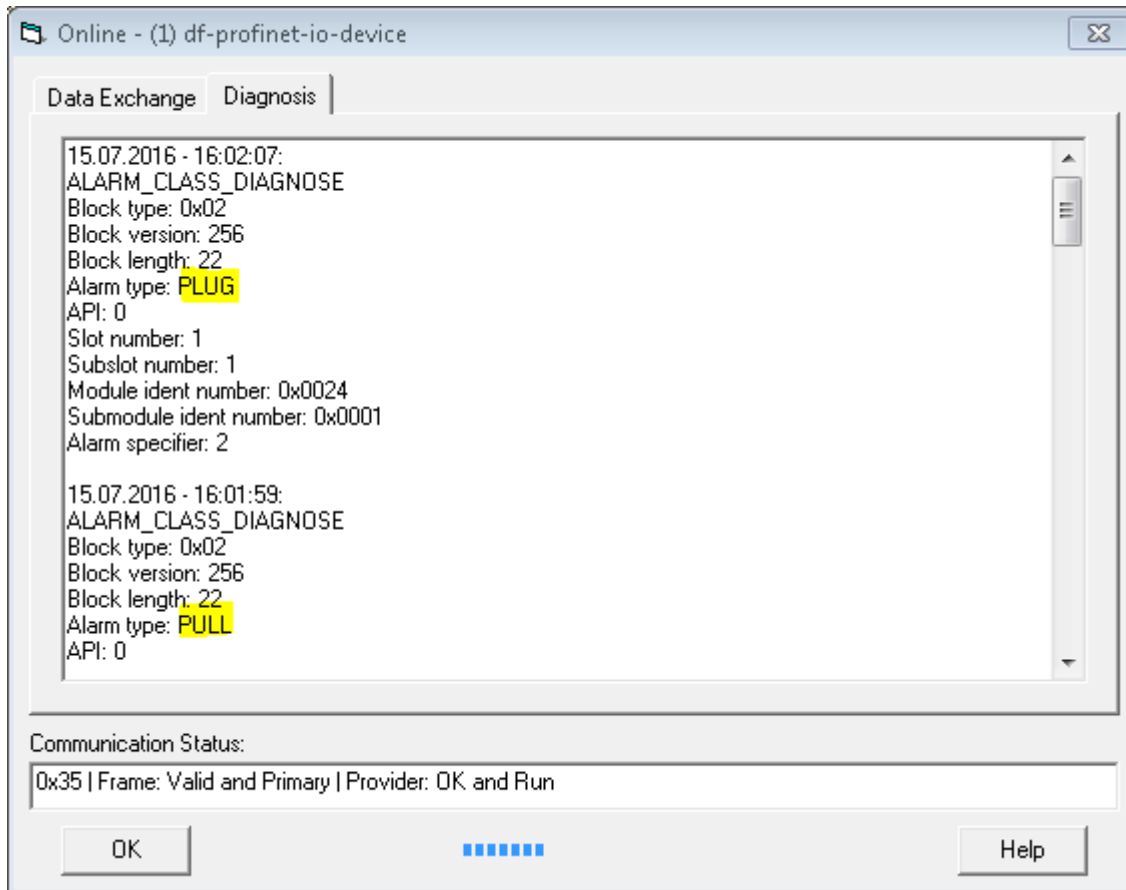 Online - (1) df-profinet-io-device
Data Exchange
Diagnosis
15.07.2016 - 16:02:07:
ALARM_CLASS_DIAGNOSE
Block type: 0x02
Block version: 256
Block length: 22
Alarm type: PLUG
API: 0
Slot number: 1
Subslot number: 1
Module ident number: 0x0024
Submodule ident number: 0x0001
Alarm specifier: 2
15.07.2016 - 16:01:59:
ALARM_CLASS_DIAGNOSE
Block type: 0x02
Block version: 256
Block length: 22
Alarm type: PULL
API: 0
Communication Status:
0x35 | Frame: Valid and Primary | Provider: OK and Run
OK
Help